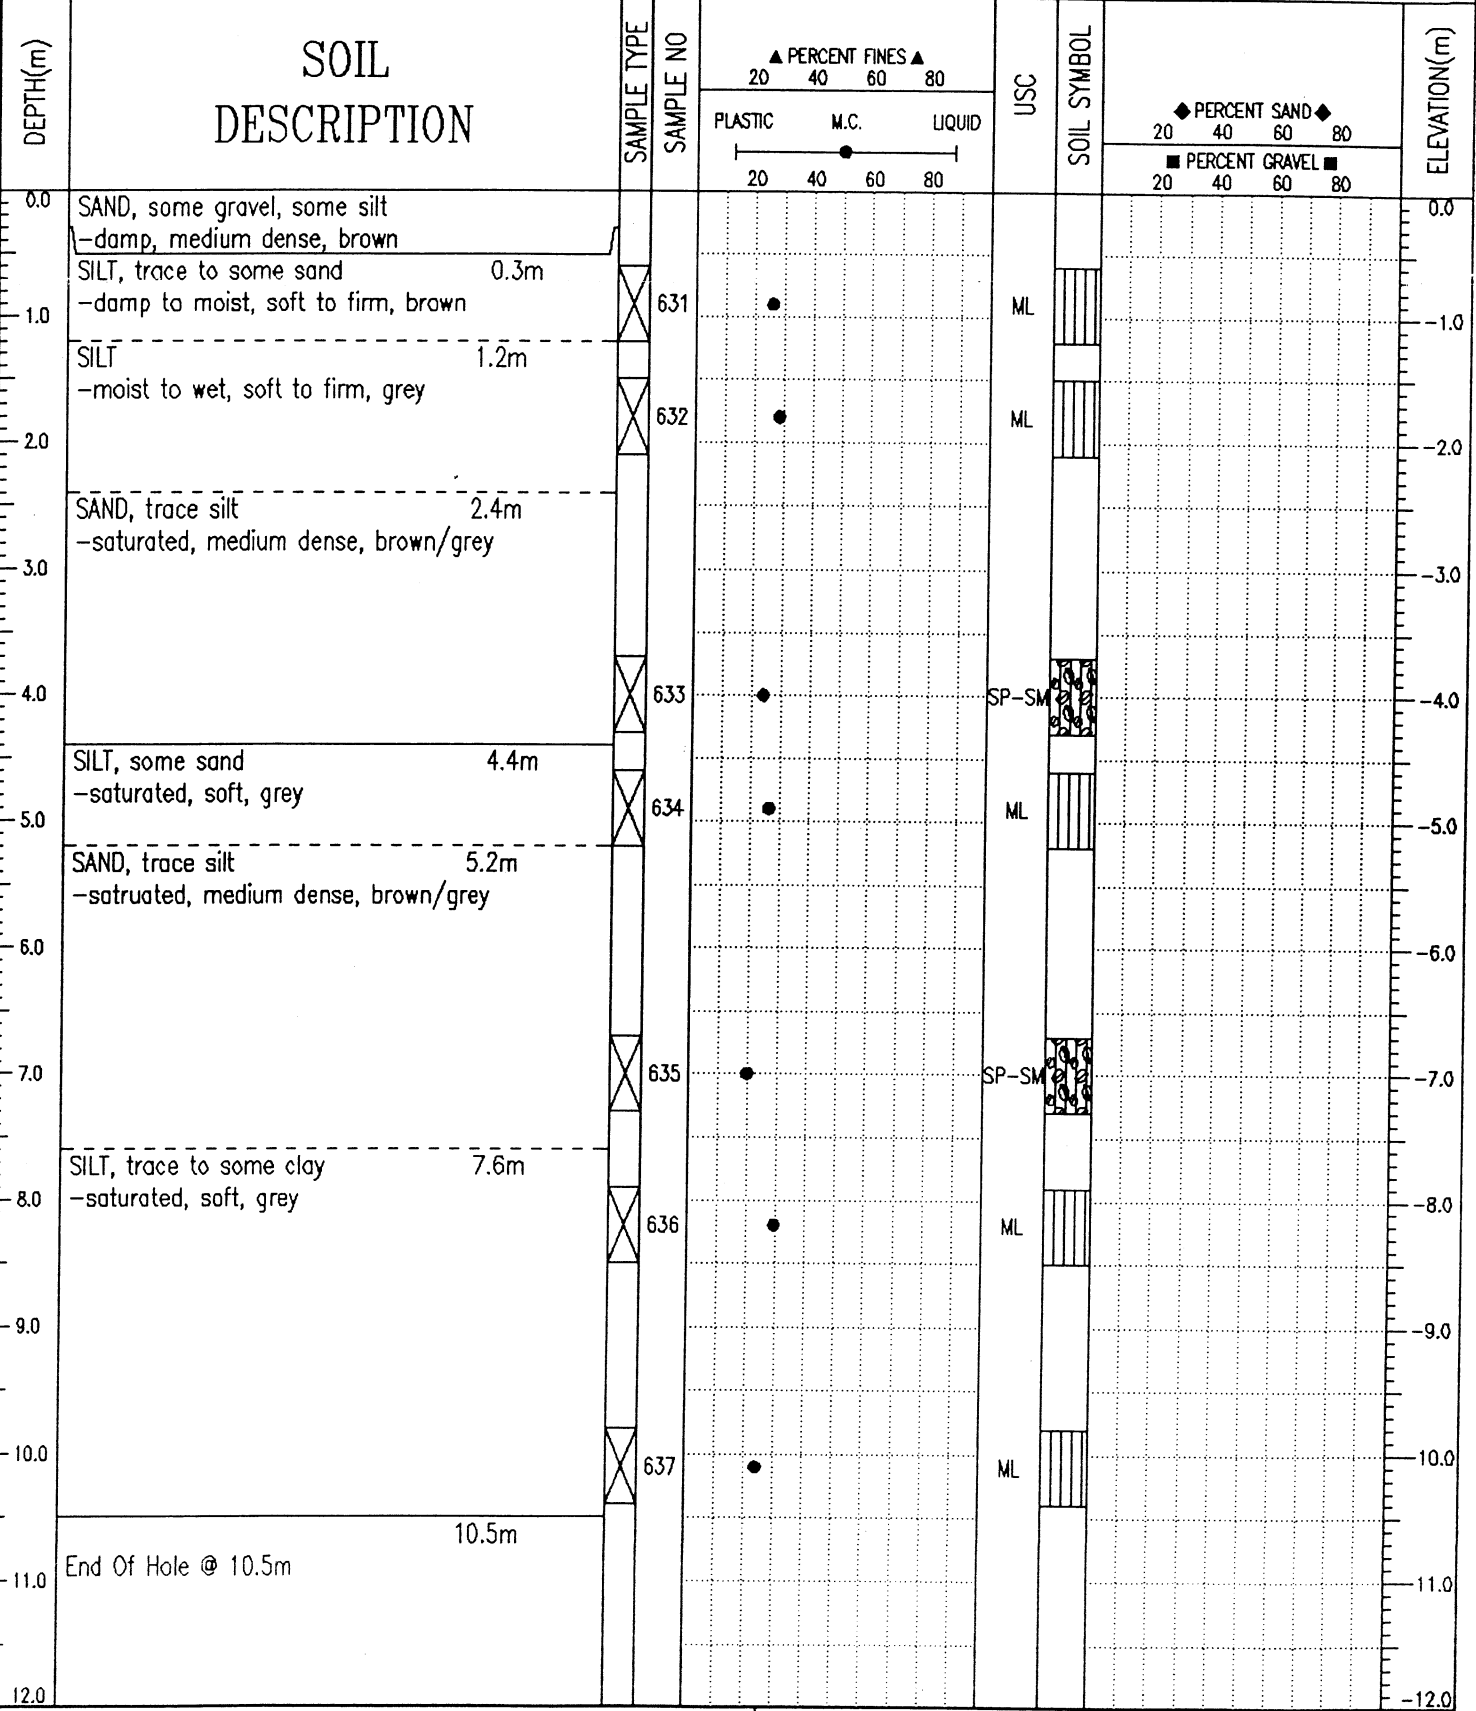 DEPTH(m)
SOIL
DESCRIPTION
SAMPLE TYPE
SAMPLE NO
▲ PERCENT FINES ▲
20 40 60 80
PLASTIC M.C. LIQUID
20 40 60 80
USC
SOIL SYMBOL
◆ PERCENT SAND ◆
20 40 60 80
■ PERCENT GRAVEL ■
20 40 60 80
ELEVATION(m)
0.0 SAND, some gravel, some silt 0.0
-damp, medium dense, brown
SILT, trace to some sand 0.3m
-damp to moist, soft to firm, brown 631 ML
1.0 -1.0
SILT 1.2m
-moist to wet, soft to firm, grey
632 ML
2.0 -2.0
SAND, trace silt 2.4m
-saturated, medium dense, brown/grey
3.0 -3.0
4.0 633 SP-SM -4.0
SILT, some sand 4.4m
-saturated, soft, grey
634 ML
5.0 -5.0
SAND, trace silt 5.2m
-satruated, medium dense, brown/grey
6.0 -6.0
7.0 635 SP-SM -7.0
SILT, trace to some clay 7.6m
-saturated, soft, grey
8.0 -8.0
636 ML
9.0 -9.0
10.0 -10.0
637 ML
10.5m
End Of Hole @ 10.5m
11.0 -11.0
12.0 -12.0